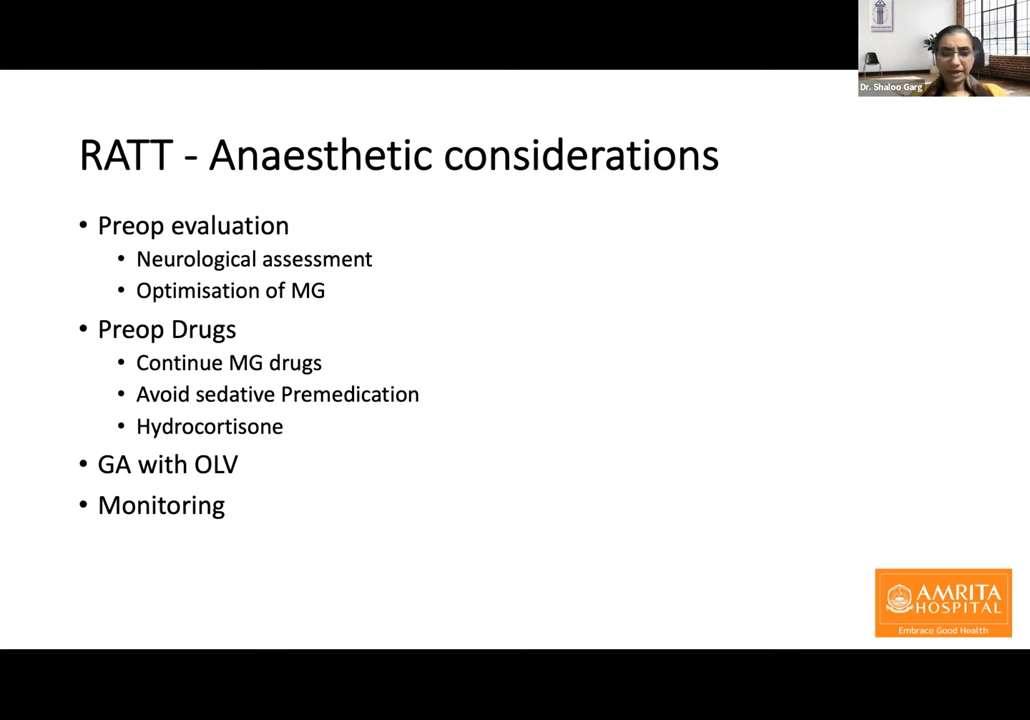 Dr. Shaloo Garg
RATT - Anaesthetic considerations
• Preop evaluation
• Neurological assessment
• Optimisation of MG
• Preop Drugs
• Continue MG drugs
• Avoid sedative Premedication
• Hydrocortisone
• GA with OLV
• Monitoring
AMRITA
HOSPITAL
Embrace Good Health